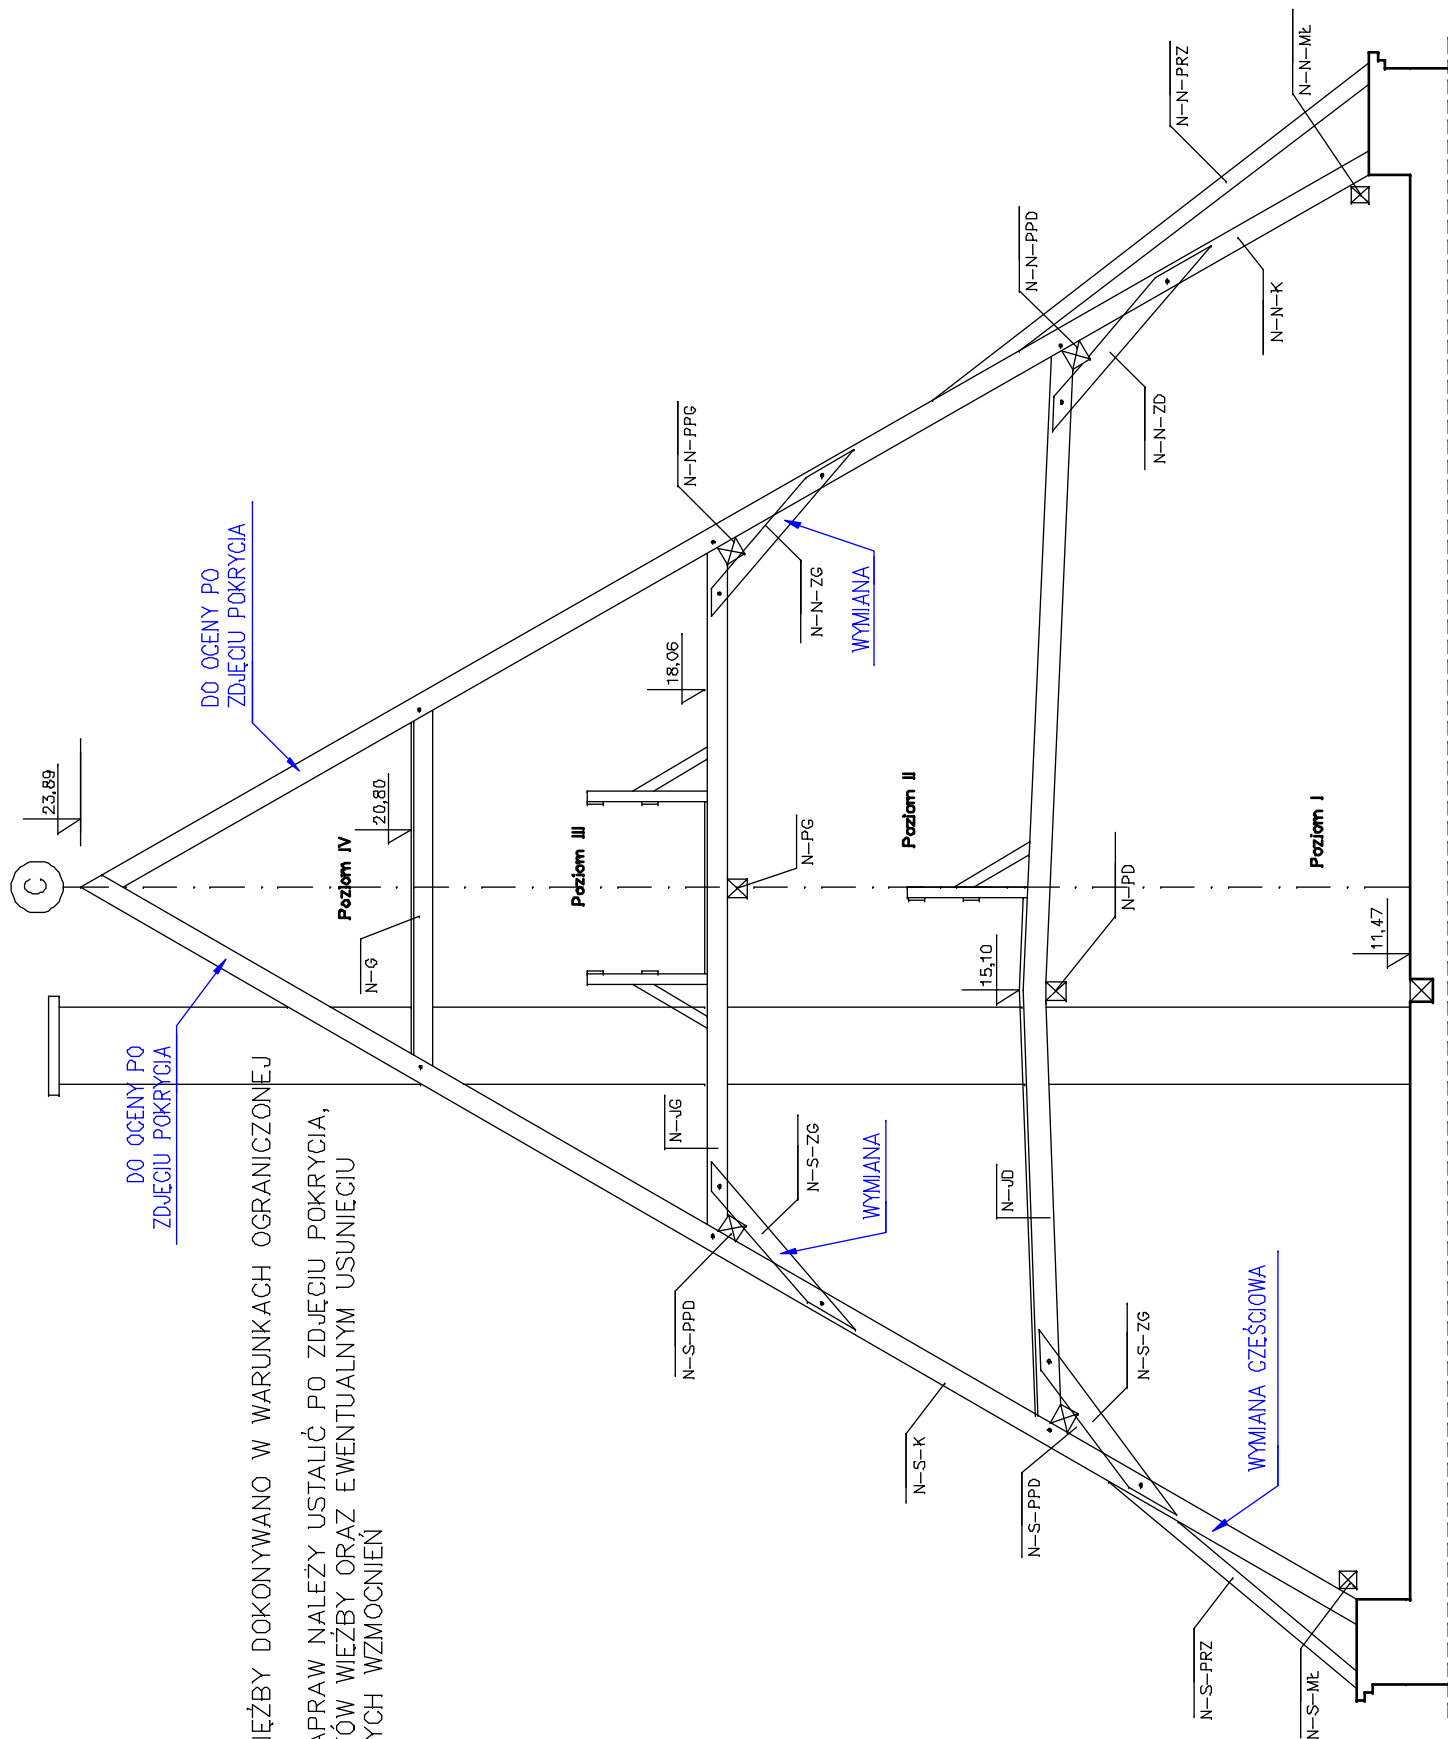 C
23,89
DO OCENY PO
ZDJĘCIU POKRYCIA
DO OCENY PO
ZDJĘCIU POKRYCIA
Poziom IV
20,80
N-G
Poziom III
18,06
N-JG
N-PG
N-N-PPG
N-N-ZG
WYMIANA
N-S-PPD
N-S-ZG
WYMIANA
Poziom II
15,10
N-JD
N-PD
N-N-PPD
N-N-ZD
N-N-K
N-N-PRZ
N-N-MŁ
N-S-K
N-S-PPD
N-S-ZG
WYMIANA CZĘŚCIOWA
N-S-PRZ
N-S-MŁ
Poziom I
11,47
IĘŹBY DOKONYWANO W WARUNKACH OGRANICZONEJ
APRAW NALEŻY USTALIĆ PO ZDJĘCIU POKRYCIA,
TÓW WIĘŹBY ORAZ EWENTUALNYM USUNIĘCIU
YCH WZMOCNIEŃ